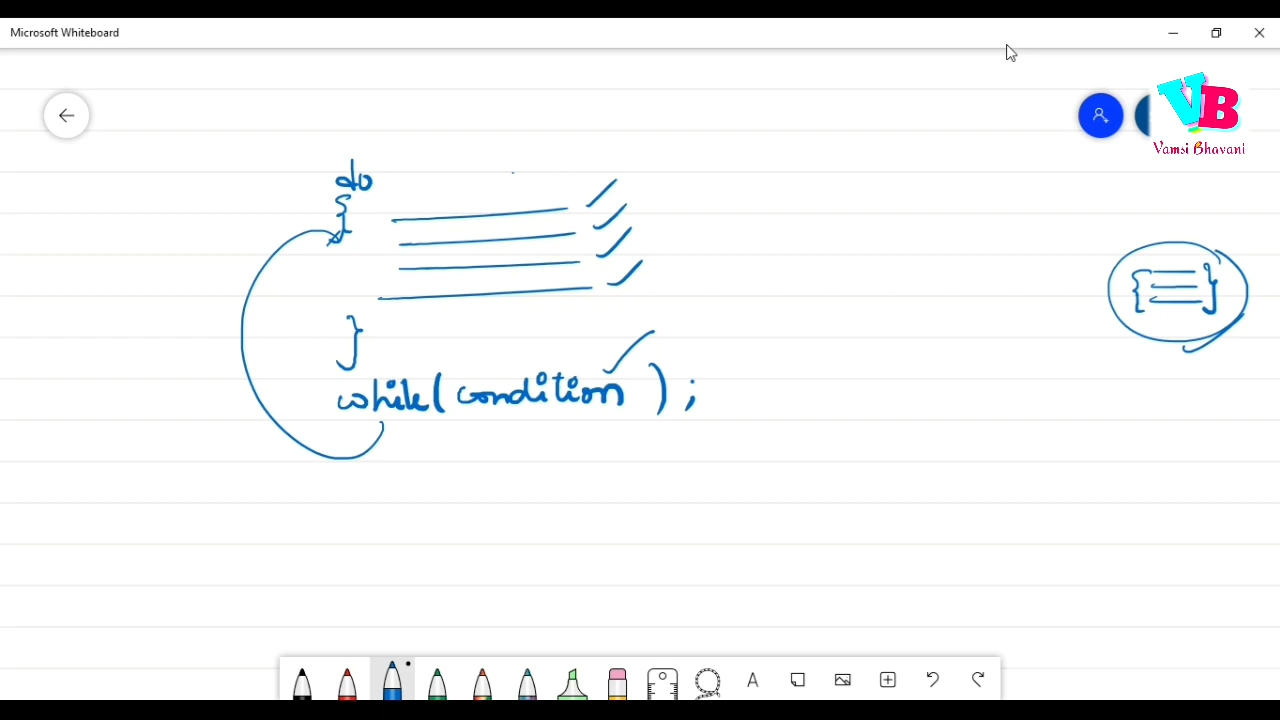 Microsoft Whiteboard
VB
Vamsi Bhavani
do
{
{ }
}
while(condition);